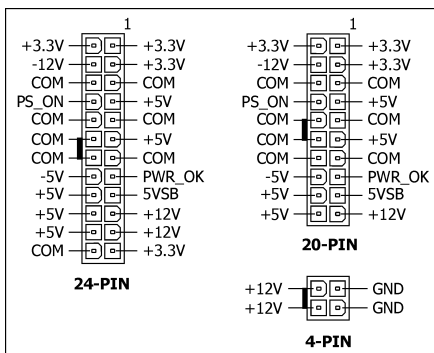 1
+3.3V +3.3V
-12V +3.3V
COM COM
PS_ON +5V
COM COM
COM +5V
COM COM
-5V PWR_OK
+5V 5VSB
+5V +12V
+5V +12V
COM +3.3V
24-PIN
1
+3.3V +3.3V
-12V +3.3V
COM COM
PS_ON +5V
COM COM
COM +5V
COM COM
-5V PWR_OK
+5V 5VSB
+5V +12V
20-PIN
+12V GND
+12V GND
4-PIN